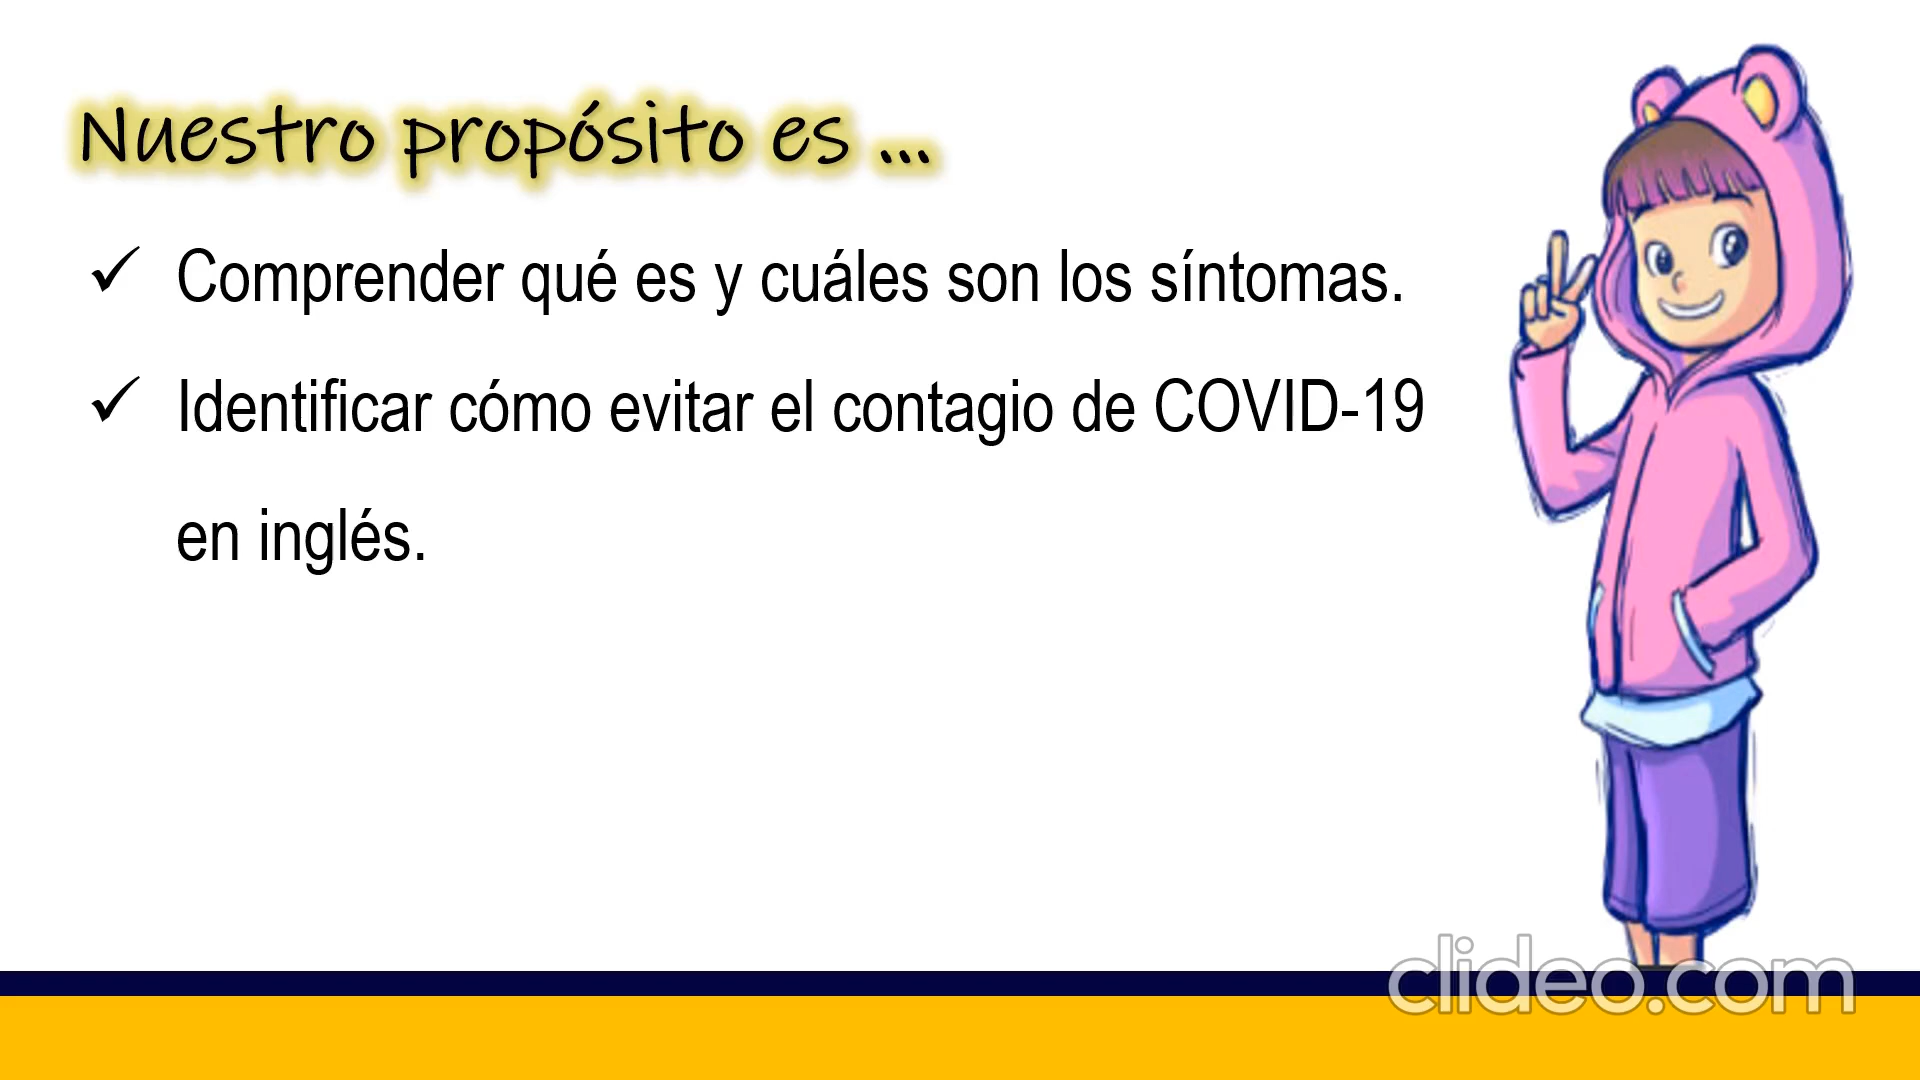 Nuestro propósito es ...
✓ Comprender qué es y cuáles son los síntomas.
✓ Identificar cómo evitar el contagio de COVID-19
en inglés.
clideo.com